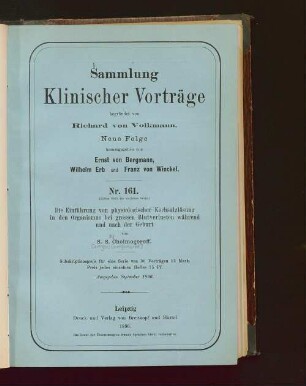 Sammlung
Klinischer Vorträge
begründet von
Richard von Volkmann.
Neue Folge
herausgegeben von
Ernst von Bergmann,
Wilhelm Erb und Franz von Winckel.
Nr. 161.
Die Einführung von physiologischer Kochsalzlösung
in den Organismus bei grossen Blutverlusten während
und nach der Geburt
Von
S. S. Cholmogoroff.
Subskriptionspreis für eine Serie von 30 Vorträgen 15 Mark.
Preis jedes einzelnen Heftes 75 Pf.
Ausgegeben September 1896
Leipzig
Druck und Verlag von Breitkopf und Härtel
1896.